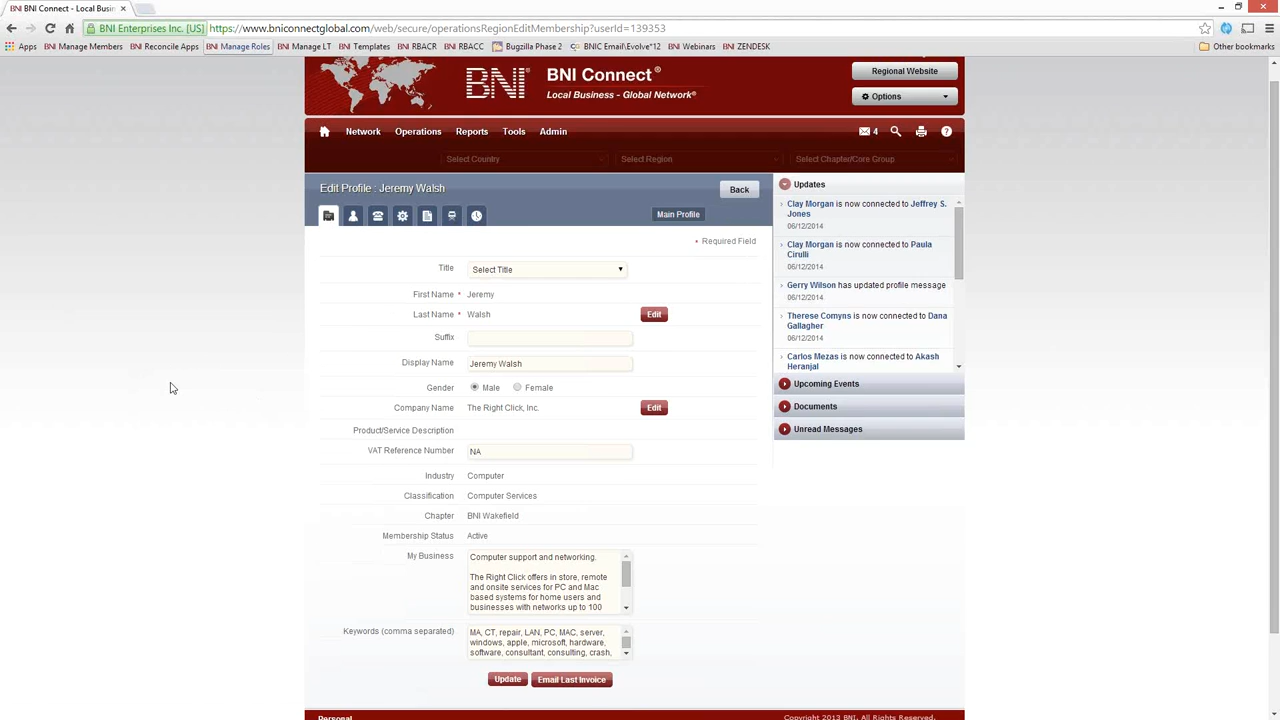 BNI BNI Connect - Local Busin
BNI Enterprises Inc. [US] https://www.bniconnectglobal.com/web/secure/operationsRegionEditMembership?userId=139353
Apps BNI Manage Members BNI Reconcile Apps BNI Manage Roles BNI Manage LT BNI Templates BNI RBACR BNI RBACC Bugzilla Phase 2 BNIC Email\Evolve*12 BNI Webinars BNI ZENDESK Other bookmarks
BNI® BNI Connect®
Local Business - Global Network®
Regional Website
Options
Network Operations Reports Tools Admin 4 ?
Select Country Select Region Select Chapter/Core Group
Edit Profile : Jeremy Walsh Back
Main Profile
* Required Field
Title Select Title
First Name * Jeremy
Last Name * Walsh Edit
Suffix
Display Name Jeremy Walsh
Gender Male Female
Company Name The Right Click, Inc. Edit
Product/Service Description
VAT Reference Number NA
Industry Computer
Classification Computer Services
Chapter BNI Wakefield
Membership Status Active
My Business Computer support and networking.
The Right Click offers in store, remote
and onsite services for PC and Mac
based systems for home users and
businesses with networks up to 100
Keywords (comma separated) MA, CT, repair, LAN, PC, MAC, server,
windows, apple, microsoft, hardware,
software, consultant, consulting, crash,
Update Email Last Invoice
Updates
Clay Morgan is now connected to Jeffrey S.
Jones
06/12/2014
Clay Morgan is now connected to Paula
Cirulli
06/12/2014
Gerry Wilson has updated profile message
06/12/2014
Therese Comyns is now connected to Dana
Gallagher
06/12/2014
Carlos Mezas is now connected to Akash
Heranjal
Upcoming Events
Documents
Unread Messages
Personal Copyright 2013 BNI. All Rights Reserved.